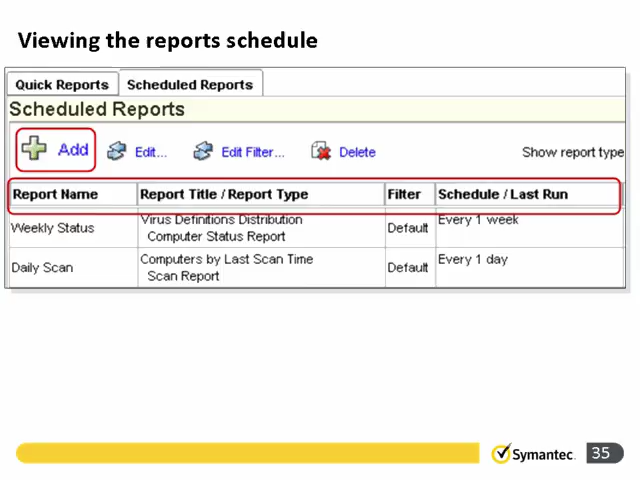 Viewing the reports schedule
Quick Reports Scheduled Reports
Scheduled Reports
Add Edit... Edit Filter... Delete Show report type
Report Name Report Title / Report Type Filter Schedule / Last Run
Weekly Status Virus Definitions Distribution Default Every 1 week
Computer Status Report
Daily Scan Computers by Last Scan Time Default Every 1 day
Scan Report
Symantec. 35